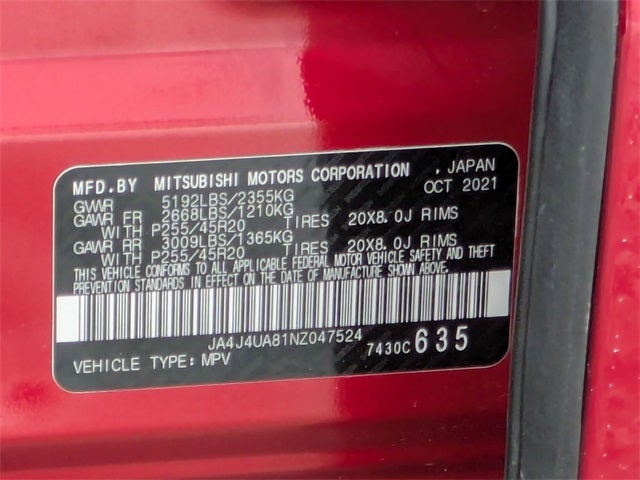 MFD.BY MITSUBISHI MOTORS CORPORATION , JAPAN
GVWR 5192LBS/2355KG OCT 2021
GAWR FR 2668LBS/1210KG
WITH P255/45R20 TIRES 20X8.0J RIMS
GAWR RR 3009LBS/1365KG
WITH P255/45R20 TIRES 20X8.0J RIMS
THIS VEHICLE CONFORMS TO ALL APPLICABLE FEDERAL MOTOR VEHICLE SAFETY AND THEFT
PREVENTION STANDARDS IN EFFECT ON THE DATE OF MANUFACTURE SHOWN ABOVE.
JA4J4UA81NZ047524 7430C 635
VEHICLE TYPE:MPV